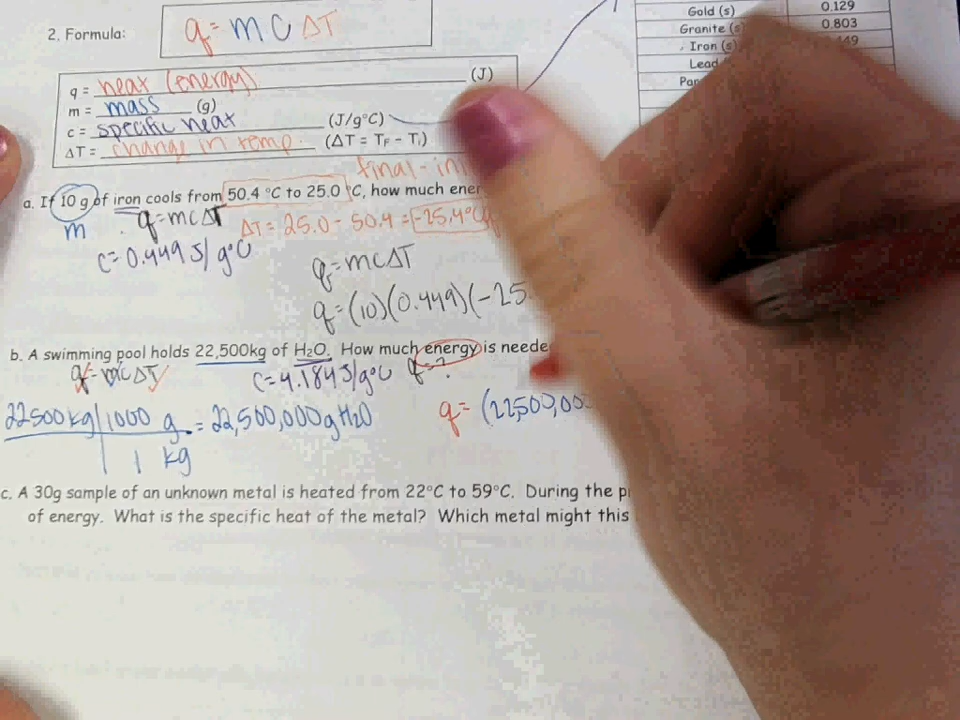 Gold (s) 0.129
2. Formula: q = mCΔT
Granite (s) 0.803
Iron (s)
Lead
q = heat (energy) (J)
m = mass (g)
c = specific heat (J/g°C)
ΔT = change in temp. (ΔT = TF - Ti)
final - in
a. If 10 g of iron cools from 50.4 °C to 25.0 °C, how much ener
m q=mCΔT ΔT = 25.0 - 50.4 = -25.4°C
C= 0.449 J/g°C
q=mCΔT
q=(10)(0.449)(-25
b. A swimming pool holds 22,500kg of H2O. How much energy is neede
q=mCΔT C=4.184 J/g°C q=?
22500 kg | 1000 g = 22,500,000g H2O q= (22,500,00
1 kg
c. A 30g sample of an unknown metal is heated from 22°C to 59°C. During the p
of energy. What is the specific heat of the metal? Which metal might this